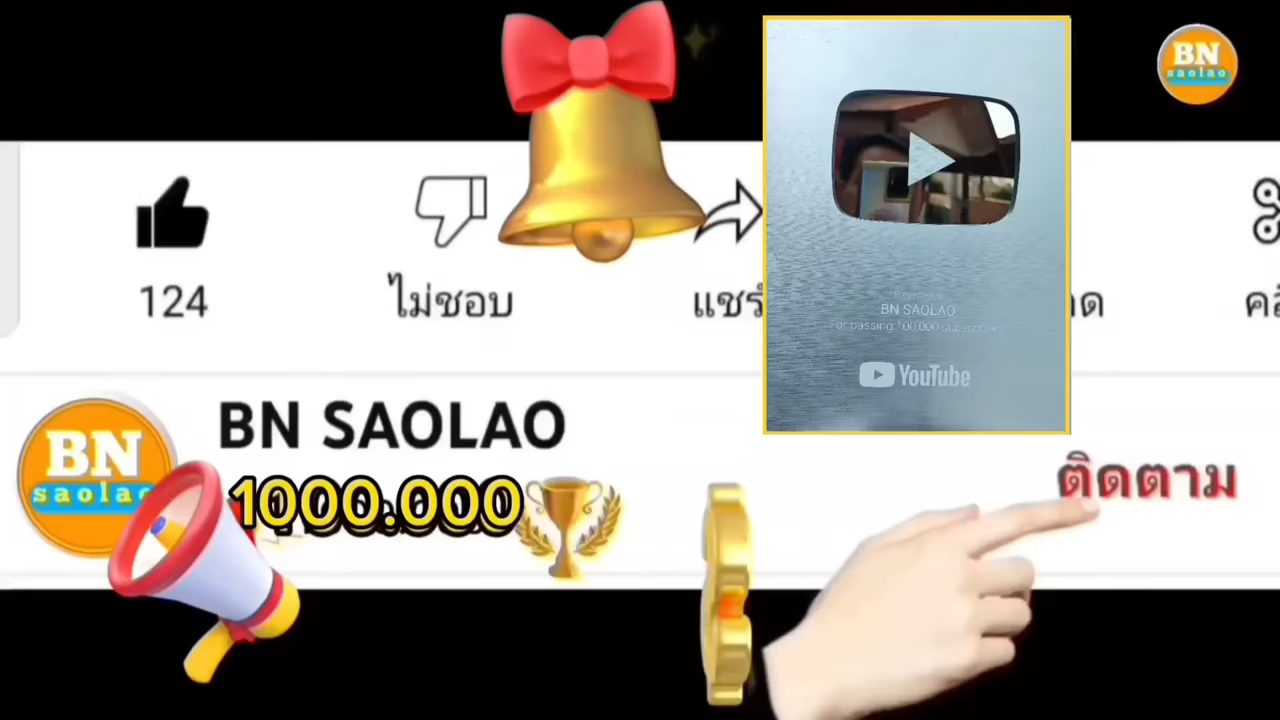 BN
saolao
124
ไม่ชอบ
แชร์
BN SAOLAO
For passing 100,000 subscribers
YouTube
BN SAOLAO
BN
saolao
1000.000
ติดตาม